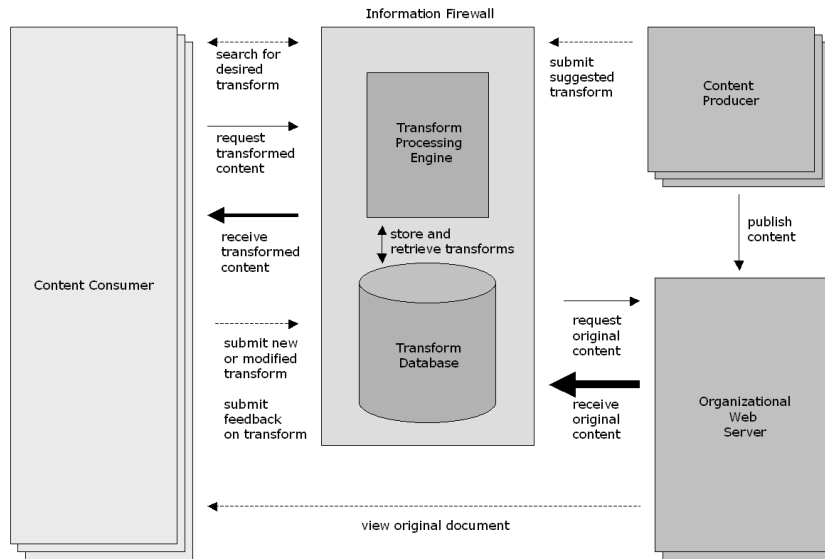 Information Firewall
search for
desired
transform
submit
suggested
transform
Content
Producer
Transform
Processing
Engine
request
transformed
content
receive
transformed
content
store and
retrieve transforms
publish
content
Content Consumer
request
original
content
submit new
or modified
transform
Transform
Database
submit
feedback
on transform
receive
original
content
Organizational
Web
Server
view original document